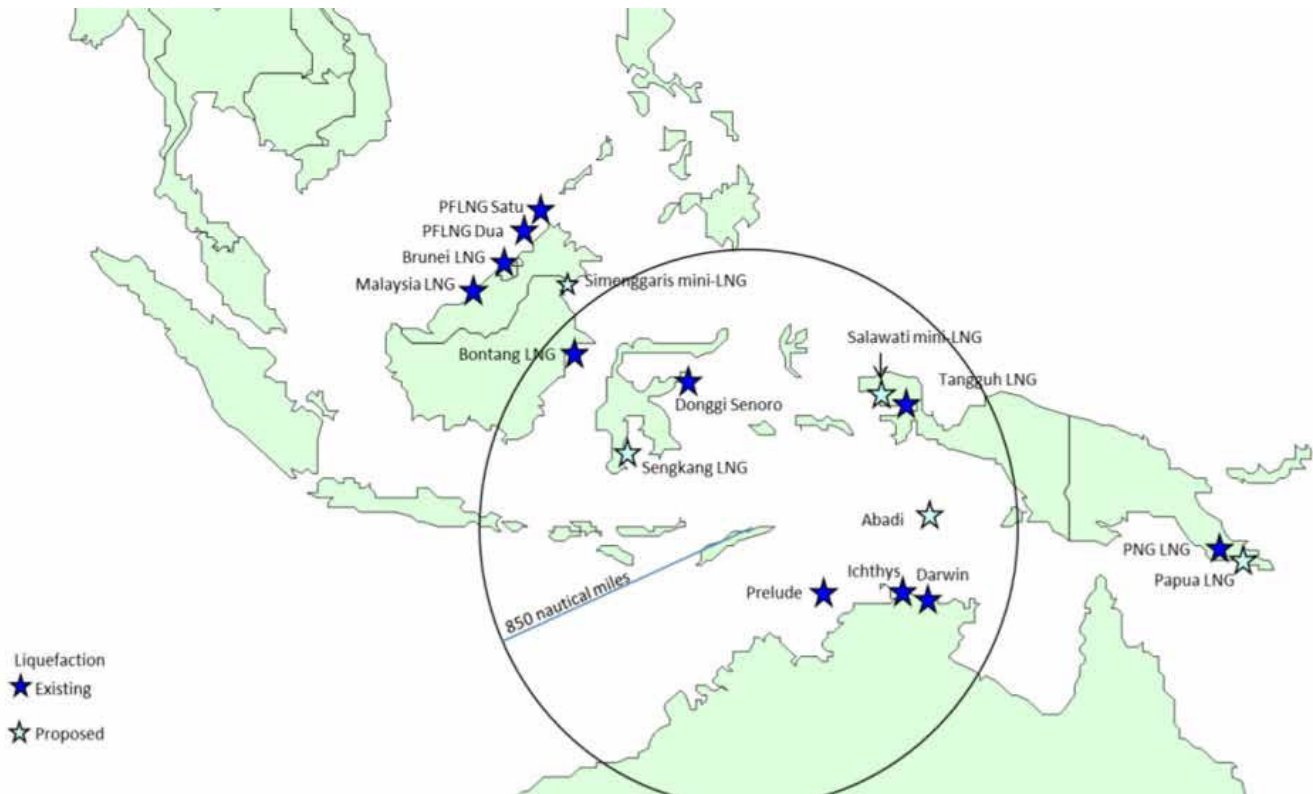 PFLNG Satu
PFLNG Dua
Brunei LNG
Malaysia LNG
Simenggaris mini-LNG
Bontang LNG
Salawati mini-LNG
Tangguh LNG
Donggi Senoro
Sengkang LNG
Abadi
PNG LNG
Papua LNG
Ichthys
Darwin
Prelude
850 nautical miles
Liquefaction
Existing
Proposed